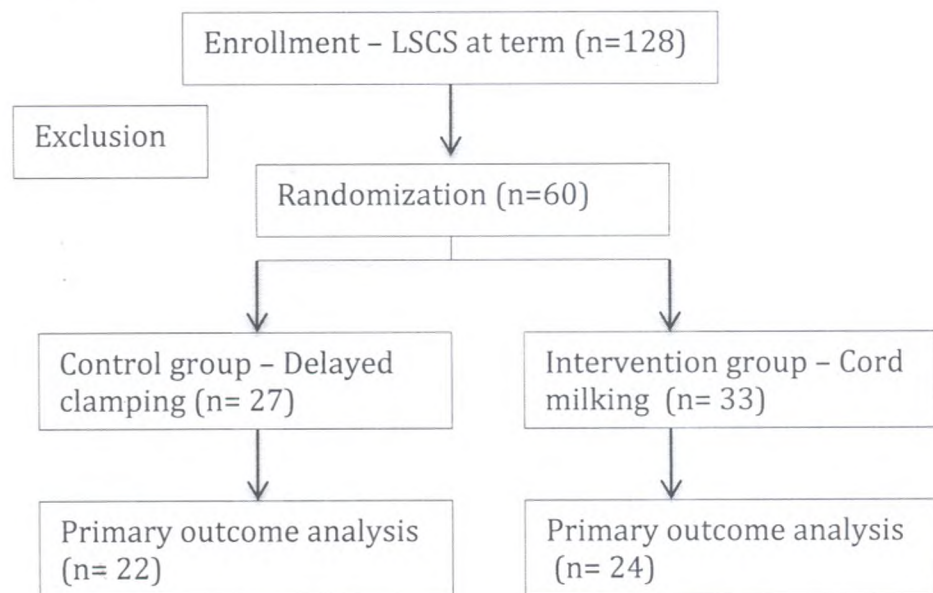 Enrollment – LSCS at term (n=128)
Exclusion
Randomization (n=60)
Control group – Delayed
clamping (n= 27)
Intervention group – Cord
milking (n= 33)
Primary outcome analysis
(n= 22)
Primary outcome analysis
(n= 24)